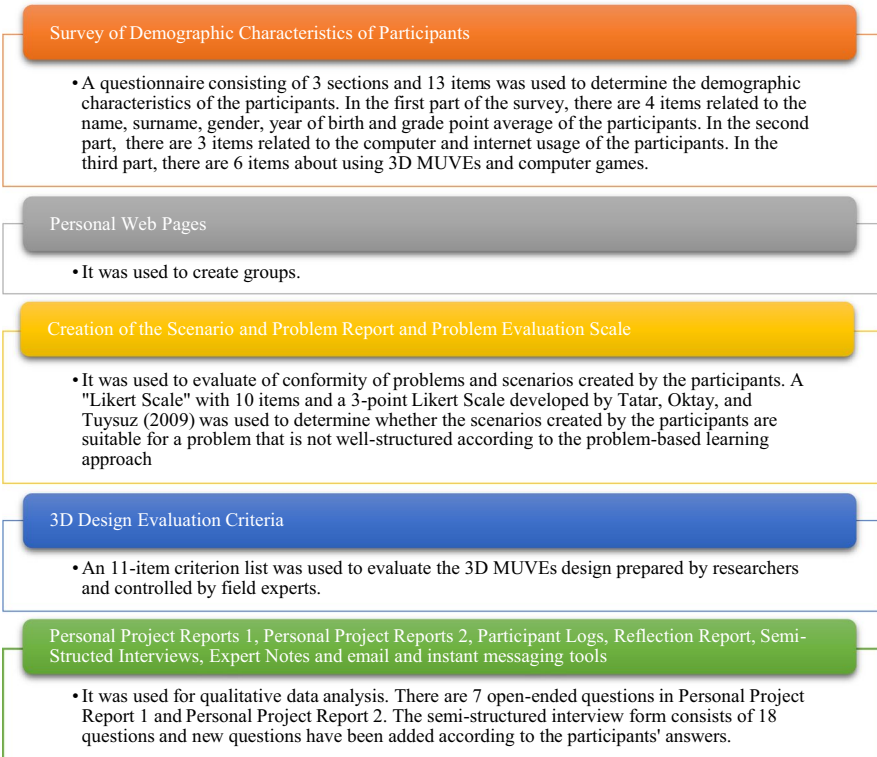 Survey of Demographic Characteristics of Participants
• A questionnaire consisting of 3 sections and 13 items was used to determine the demographic
characteristics of the participants. In the first part of the survey, there are 4 items related to the
name, surname, gender, year of birth and grade point average of the participants. In the second
part, there are 3 items related to the computer and internet usage of the participants. In the
third part, there are 6 items about using 3D MUVEs and computer games.
Personal Web Pages
• It was used to create groups.
Creation of the Scenario and Problem Report and Problem Evaluation Scale
• It was used to evaluate of conformity of problems and scenarios created by the participants. A
"Likert Scale" with 10 items and a 3-point Likert Scale developed by Tatar, Oktay, and
Tuysuz (2009) was used to determine whether the scenarios created by the participants are
suitable for a problem that is not well-structured according to the problem-based learning
approach
3D Design Evaluation Criteria
• An 11-item criterion list was used to evaluate the 3D MUVEs design prepared by researchers
and controlled by field experts.
Personal Project Reports 1, Personal Project Reports 2, Participant Logs, Reflection Report, Semi-
Structed Interviews, Expert Notes and email and instant messaging tools
• It was used for qualitative data analysis. There are 7 open-ended questions in Personal Project
Report 1 and Personal Project Report 2. The semi-structured interview form consists of 18
questions and new questions have been added according to the participants' answers.